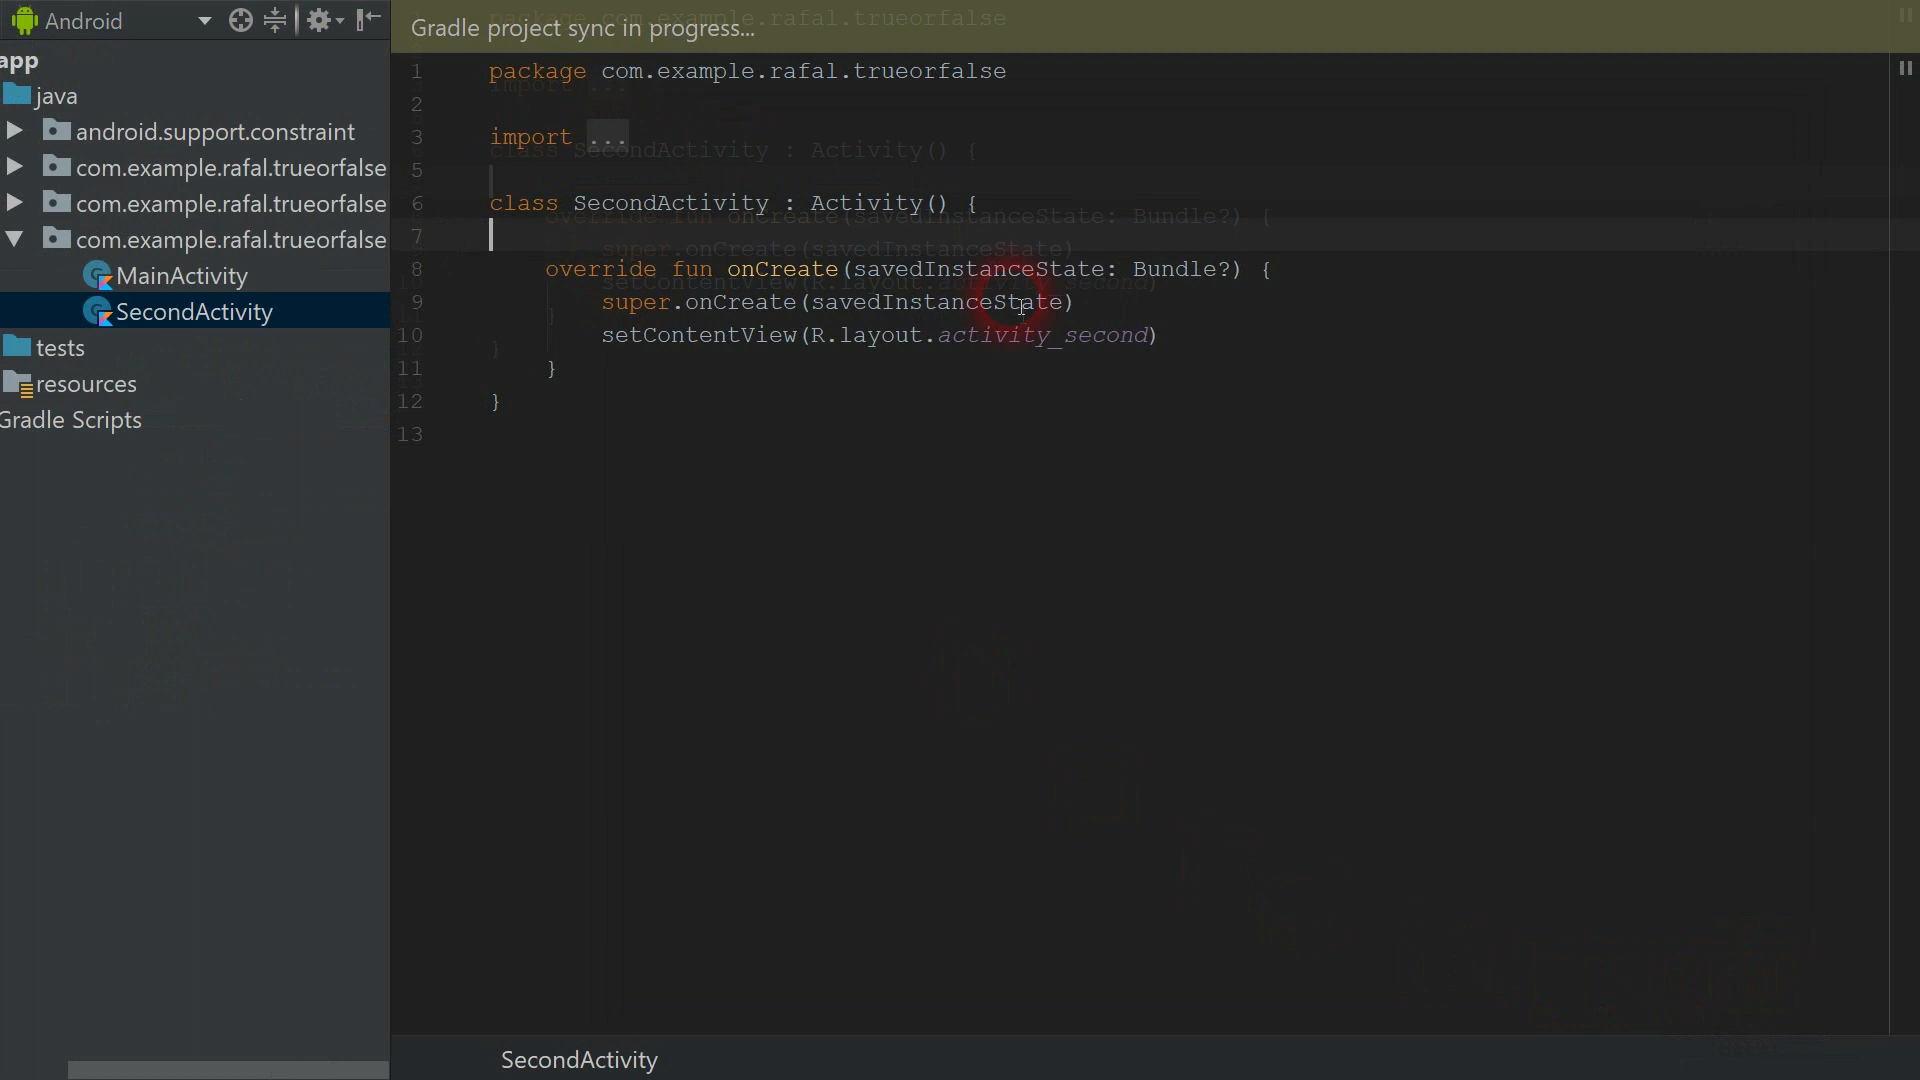 Android
app
java
android.support.constraint
com.example.rafal.trueorfalse
com.example.rafal.trueorfalse
com.example.rafal.trueorfalse
MainActivity
SecondActivity
tests
resources
Gradle Scripts
Gradle project sync in progress...
1 package com.example.rafal.trueorfalse
2
3 import ...
5
6 class SecondActivity : Activity() {
7
8 override fun onCreate(savedInstanceState: Bundle?) {
9 super.onCreate(savedInstanceState)
10 setContentView(R.layout.activity_second)
11 }
12 }
13
SecondActivity